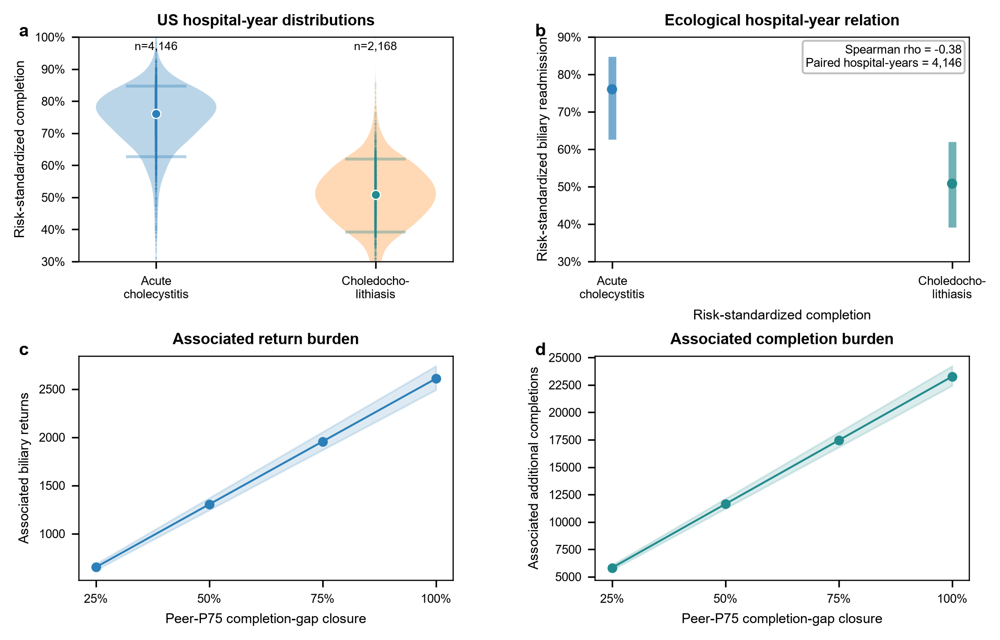 US hospital-year distributions
a
100%
90%
80%
70%
60%
50%
40%
30%
Risk-standardized completion
n=4,146
n=2,168
Acute
cholecystitis
Choledocho-
lithiasis
Ecological hospital-year relation
b
90%
80%
70%
60%
50%
40%
30%
Risk-standardized biliary readmission
Spearman rho = -0.38
Paired hospital-years = 4,146
Acute
cholecystitis
Choledocho-
lithiasis
Risk-standardized completion
Associated return burden
c
2500
2000
1500
1000
Associated biliary returns
25%
50%
75%
100%
Peer-P75 completion-gap closure
Associated completion burden
d
25000
22500
20000
17500
15000
12500
10000
7500
5000
Associated additional completions
25%
50%
75%
100%
Peer-P75 completion-gap closure